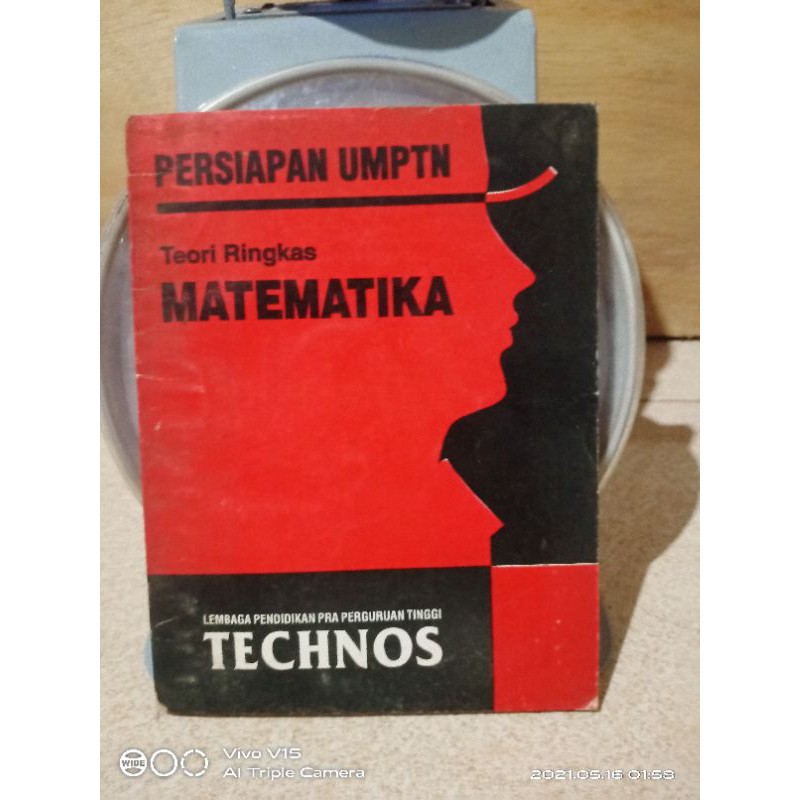 PERSIAPAN UMPTN
Teori Ringkas
MATEMATIKA
LEMBAGA PENDIDIKAN PRA PERGURUAN TINGGI
TECHNOS
WIDE
Vivo V15
AI Triple Camera
2021.05.16 01:58